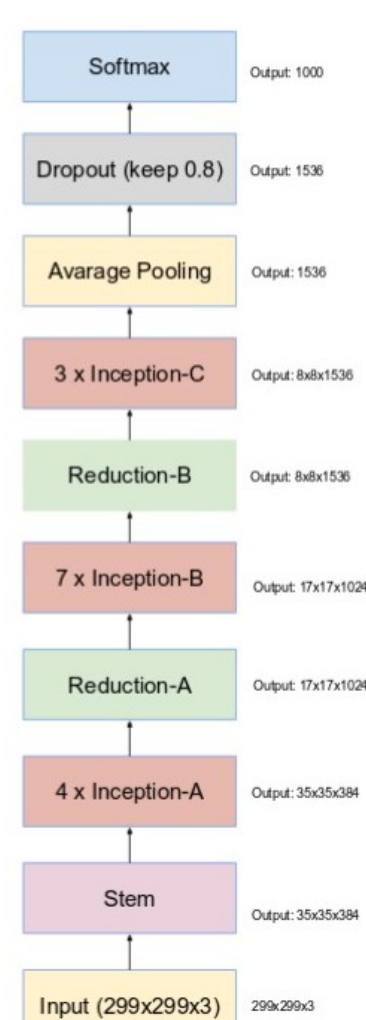 Softmax
Output: 1000
Dropout (keep 0.8)
Output: 1536
Avarage Pooling
Output: 1536
3 x Inception-C
Output: 8x8x1536
Reduction-B
Output: 8x8x1536
7 x Inception-B
Output: 17x17x1024
Reduction-A
Output: 17x17x1024
4 x Inception-A
Output: 35x35x384
Stem
Output: 35x35x384
Input (299x299x3)
299x299x3